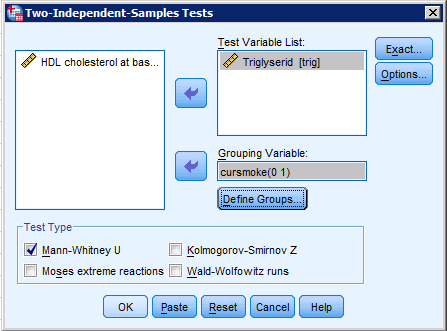 Two-Independent-Samples Tests
HDL cholesterol at bas...
Test Variable List:
Triglyserid [trig]
Exact...
Options...
Grouping Variable:
cursmoke(0 1)
Define Groups...
Test Type
Mann-Whitney U
Kolmogorov-Smirnov Z
Moses extreme reactions
Wald-Wolfowitz runs
OK
Paste
Reset
Cancel
Help